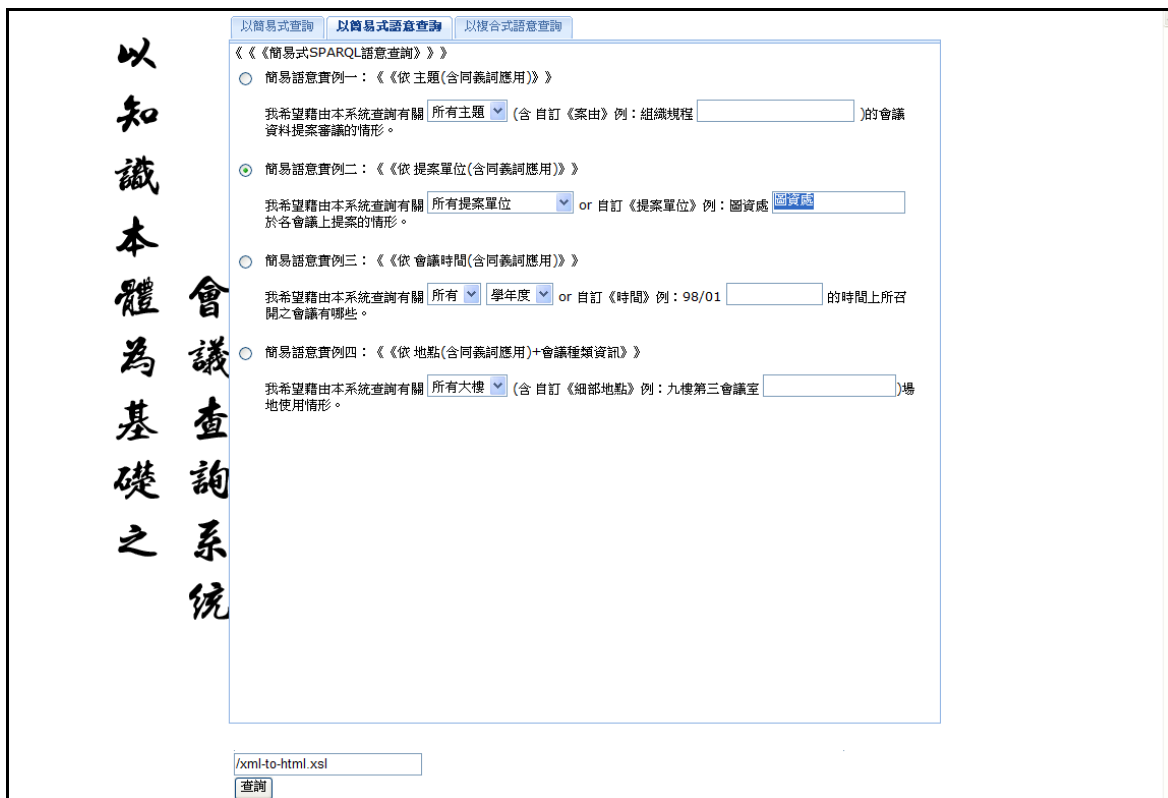 以知識本體為基礎之
會議查詢系統
以簡易式查詢 以簡易式語意查詢 以複合式語意查詢
《《《簡易式SPARQL語意查詢》》》
簡易語意實例一：《《依 主題(含同義詞應用)》》
我希望藉由本系統查詢有關 所有主題 (含 自訂《案由》例：組織規程 )的會議
資料提案審議的情形。
簡易語意實例二：《《依 提案單位(含同義詞應用)》》
我希望藉由本系統查詢有關 所有提案單位 or 自訂《提案單位》例：圖資處 圖資處
於各會議上提案的情形。
簡易語意實例三：《《依 會議時間(含同義詞應用)》》
我希望藉由本系統查詢有關 所有 學年度 or 自訂《時間》例：98/01 的時間上所召
開之會議有哪些。
簡易語意實例四：《《依 地點(含同義詞應用)+會議種類資訊》》
我希望藉由本系統查詢有關 所有大樓 (含 自訂《細部地點》例：九樓第三會議室 )場
地使用情形。
/xml-to-html.xsl
查詢